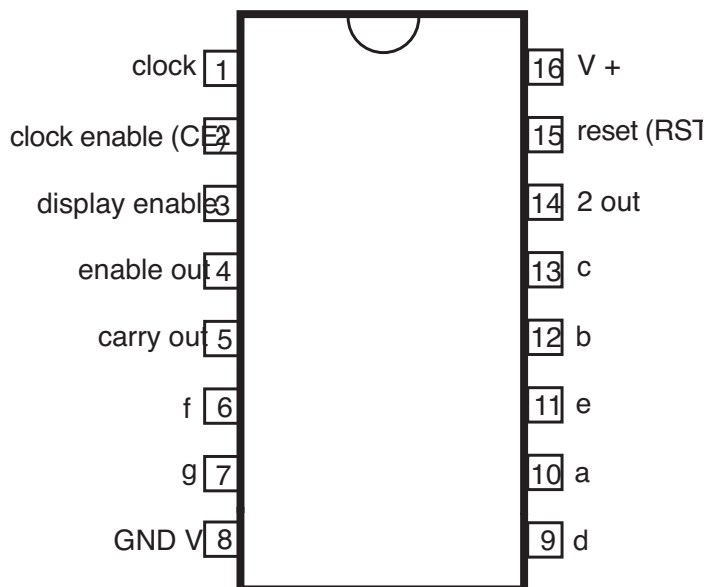 clock 1
16 V +
clock enable (CE) 2
15 reset (RST
display enable 3
14 2 out
enable out 4
13 c
carry out 5
12 b
f 6
11 e
g 7
10 a
GND V 8
9 d